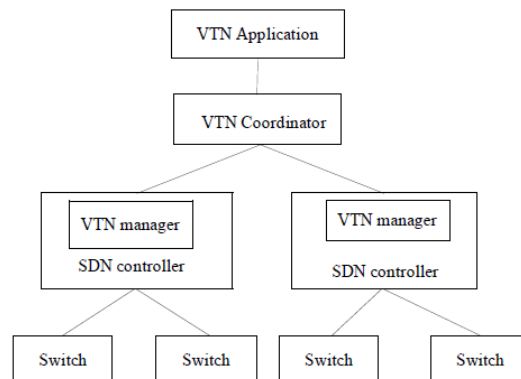 VTN Application
VTN Coordinator
VTN manager
VTN manager
SDN controller
SDN controller
Switch
Switch
Switch
Switch